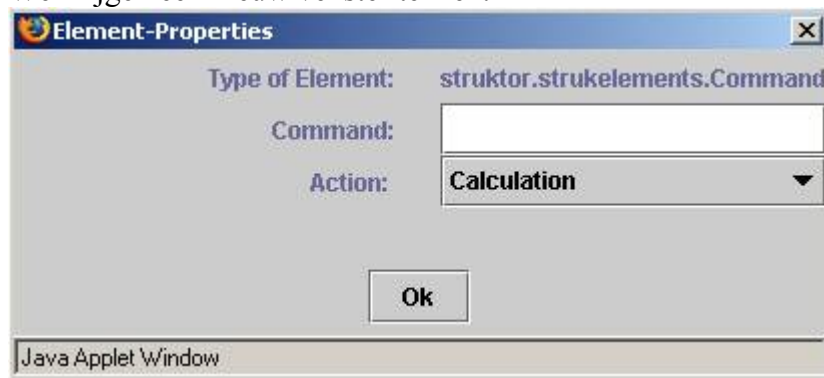 Element-Properties
Type of Element: struktor.strukelements.Command
Command:
Action: Calculation
Ok
Java Applet Window